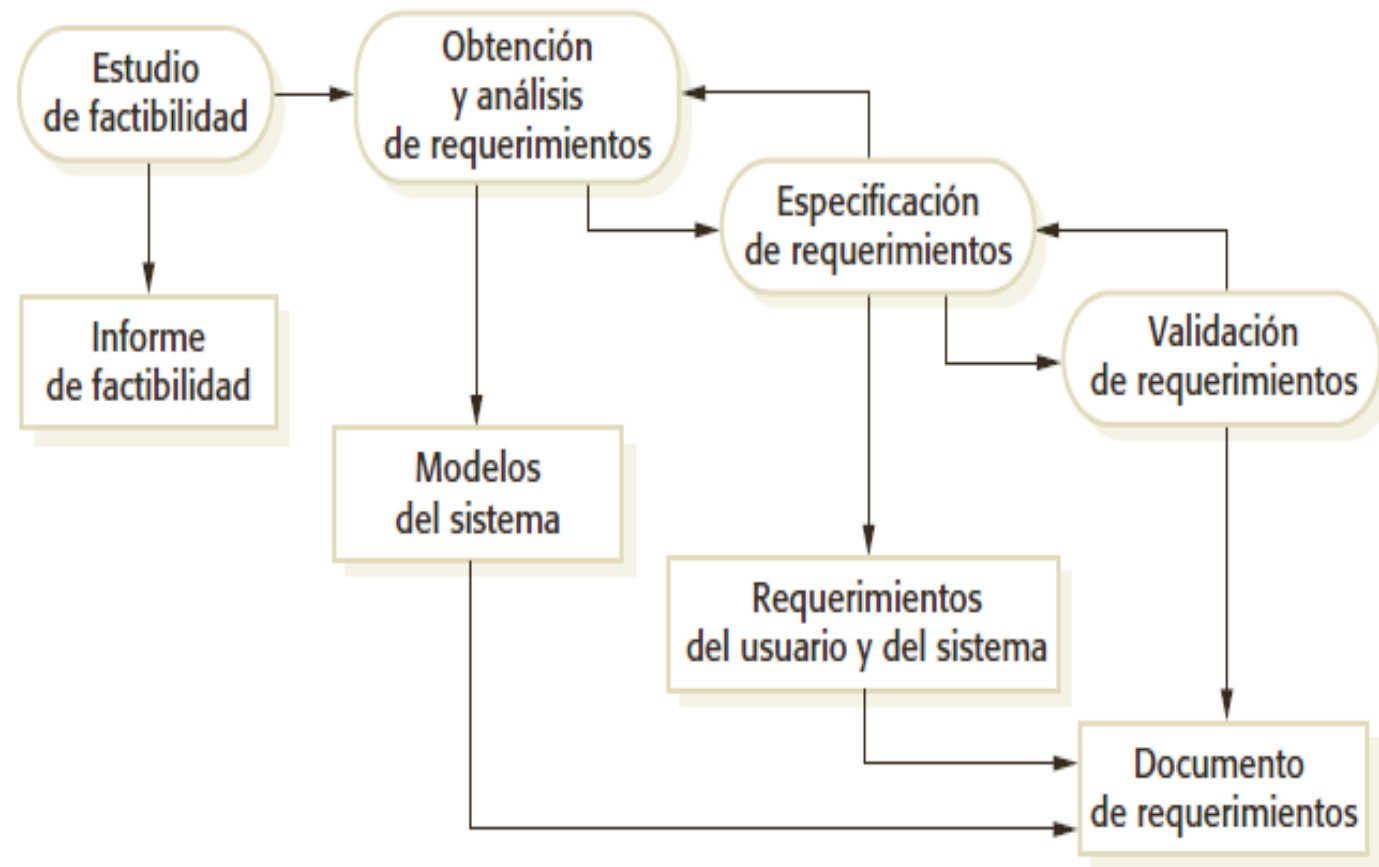 Estudio
de factibilidad
Obtención
y análisis
de requerimientos
Especificación
de requerimientos
Validación
de requerimientos
Informe
de factibilidad
Modelos
del sistema
Requerimientos
del usuario y del sistema
Documento
de requerimientos